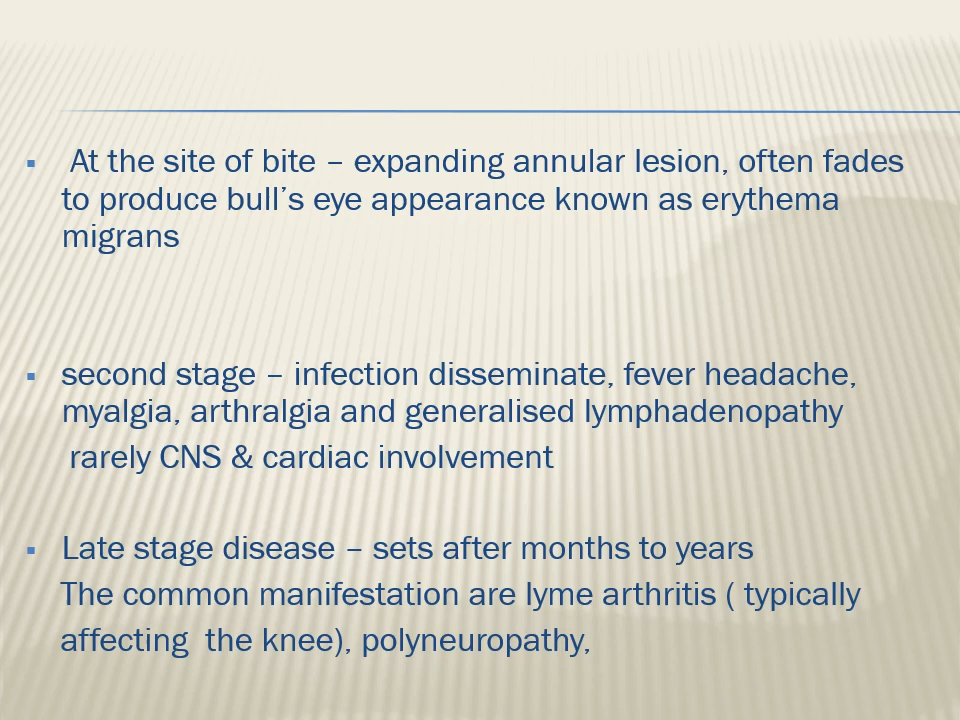 ▪ At the site of bite – expanding annular lesion, often fades
to produce bull’s eye appearance known as erythema
migrans
▪ second stage – infection disseminate, fever headache,
myalgia, arthralgia and generalised lymphadenopathy
rarely CNS & cardiac involvement
▪ Late stage disease – sets after months to years
The common manifestation are lyme arthritis ( typically
affecting  the knee), polyneuropathy,